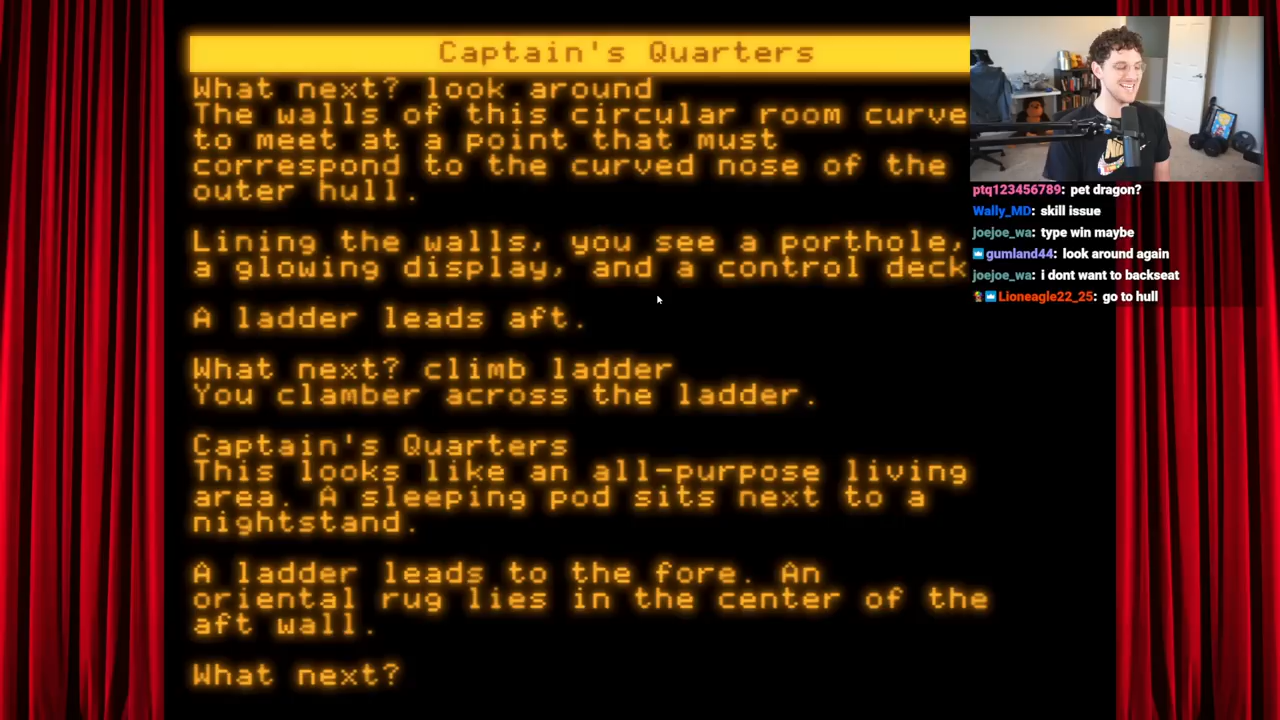 Captain's Quarters
What next? look around
The walls of this circular room curve
to meet at a point that must
correspond to the curved nose of the
outer hull.
Lining the walls, you see a porthole,
a glowing display, and a control deck
A ladder leads aft.
What next? climb ladder
You clamber across the ladder.
Captain's Quarters
This looks like an all-purpose living
area. A sleeping pod sits next to a
nightstand.
A ladder leads to the fore. An
oriental rug lies in the center of the
aft wall.
What next?
ptq123456789: pet dragon?
Wally_MD: skill issue
joejoe_wa: type win maybe
gumland44: look around again
joejoe_wa: i dont want to backseat
Lioneagle22_25: go to hull